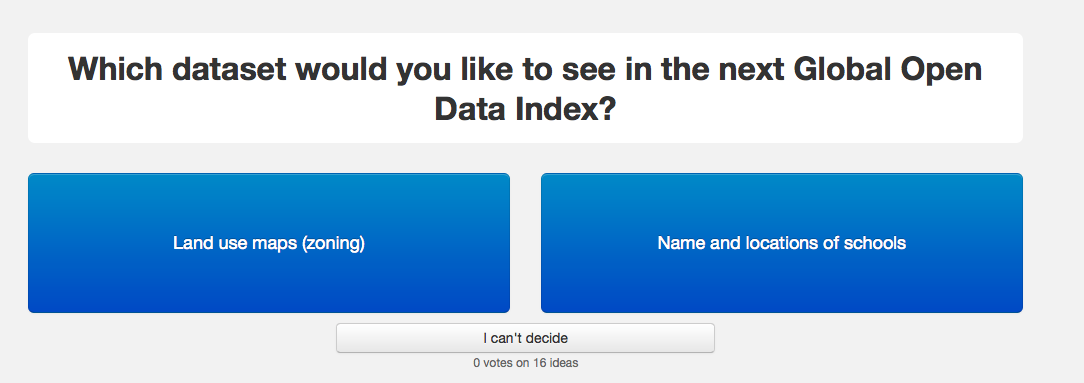 Which dataset would you like to see in the next Global Open
Data Index?
Land use maps (zoning)
Name and locations of schools
I can't decide
0 votes on 16 ideas